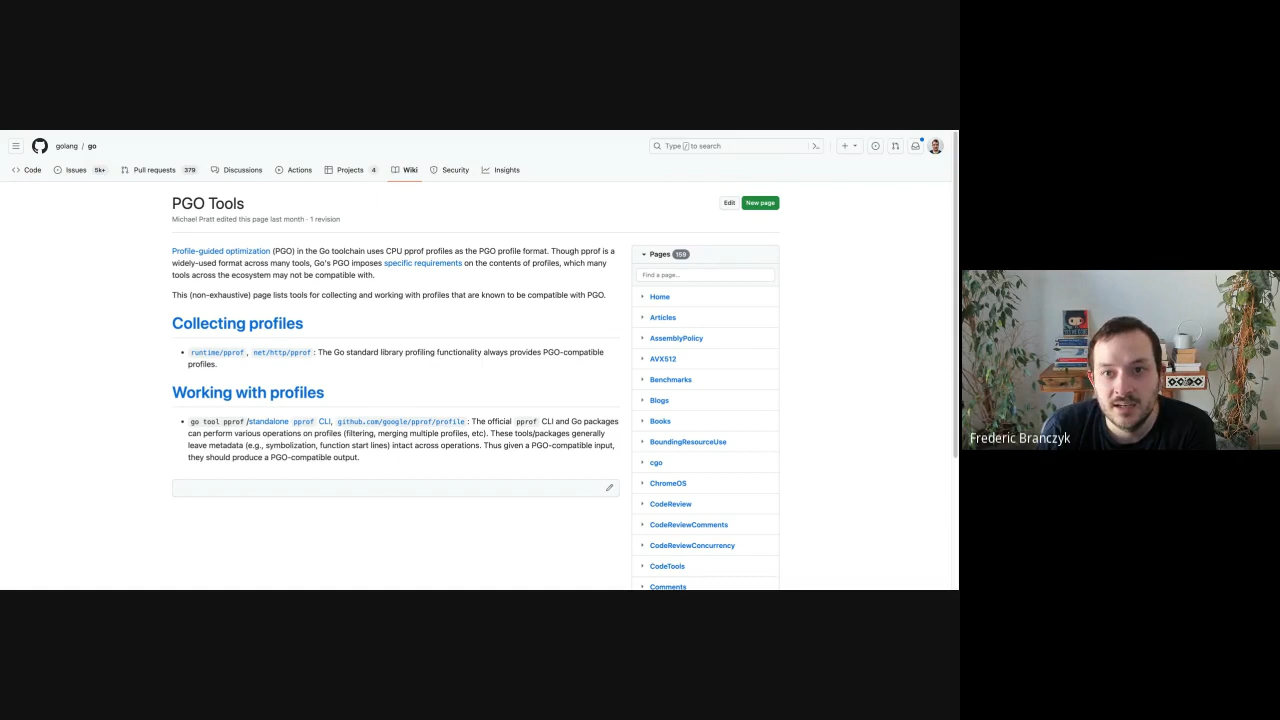 golang / go
Type / to search
Code
Issues 5k+
Pull requests 379
Discussions
Actions
Projects 4
Wiki
Security
Insights
PGO Tools
Michael Pratt edited this page last month · 1 revision
Edit
New page
Profile-guided optimization (PGO) in the Go toolchain uses CPU pprof profiles as the PGO profile format. Though pprof is a
widely-used format across many tools, Go's PGO imposes specific requirements on the contents of profiles, which many
tools across the ecosystem may not be compatible with.
This (non-exhaustive) page lists tools for collecting and working with profiles that are known to be compatible with PGO.
Collecting profiles
• runtime/pprof, net/http/pprof: The Go standard library profiling functionality always provides PGO-compatible
profiles.
Working with profiles
• go tool pprof/standalone pprof CLI, github.com/google/pprof/profile: The official pprof CLI and Go packages
can perform various operations on profiles (filtering, merging multiple profiles, etc). These tools/packages generally
leave metadata (e.g., symbolization, function start lines) intact across operations. Thus given a PGO-compatible input,
they should produce a PGO-compatible output.
Pages 159
Find a page...
Home
Articles
AssemblyPolicy
AVX512
Benchmarks
Blogs
Books
BoundingResourceUse
cgo
ChromeOS
CodeReview
CodeReviewComments
CodeReviewConcurrency
CodeTools
Comments
Frederic Branczyk